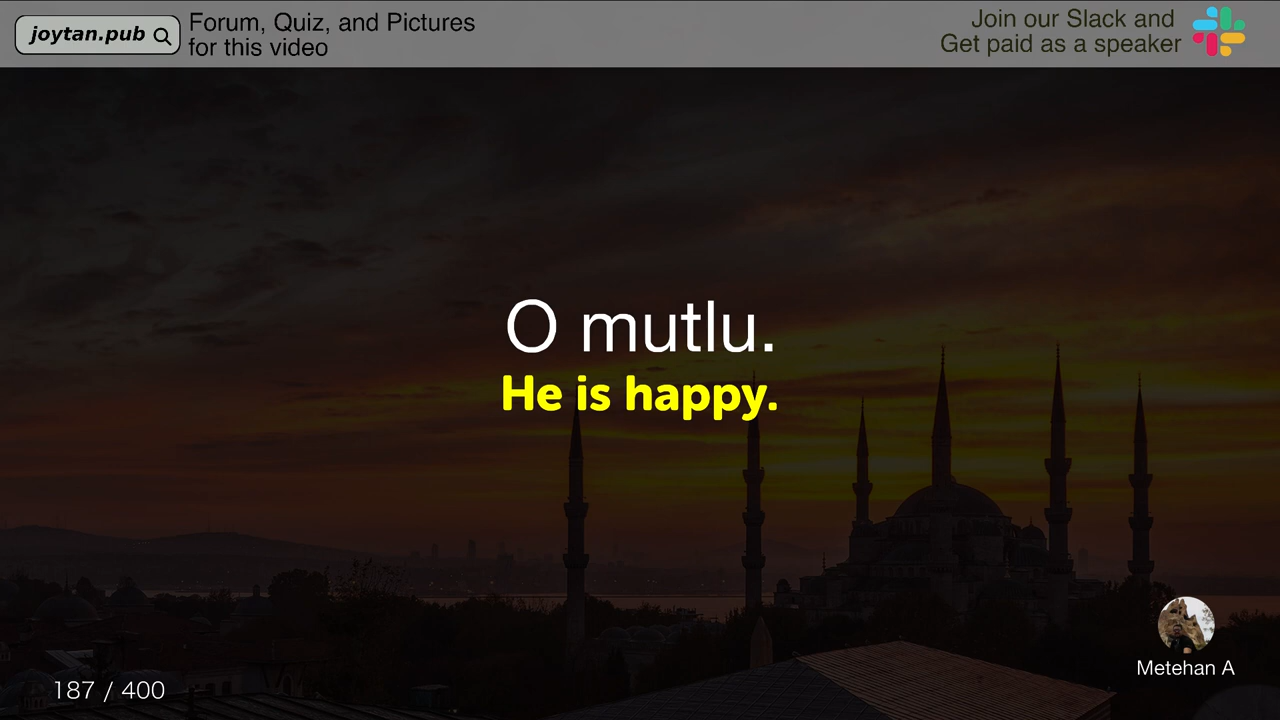 joytan.pub
Forum, Quiz, and Pictures
for this video
Join our Slack and
Get paid as a speaker
O mutlu.
He is happy.
Metehan A
187 / 400